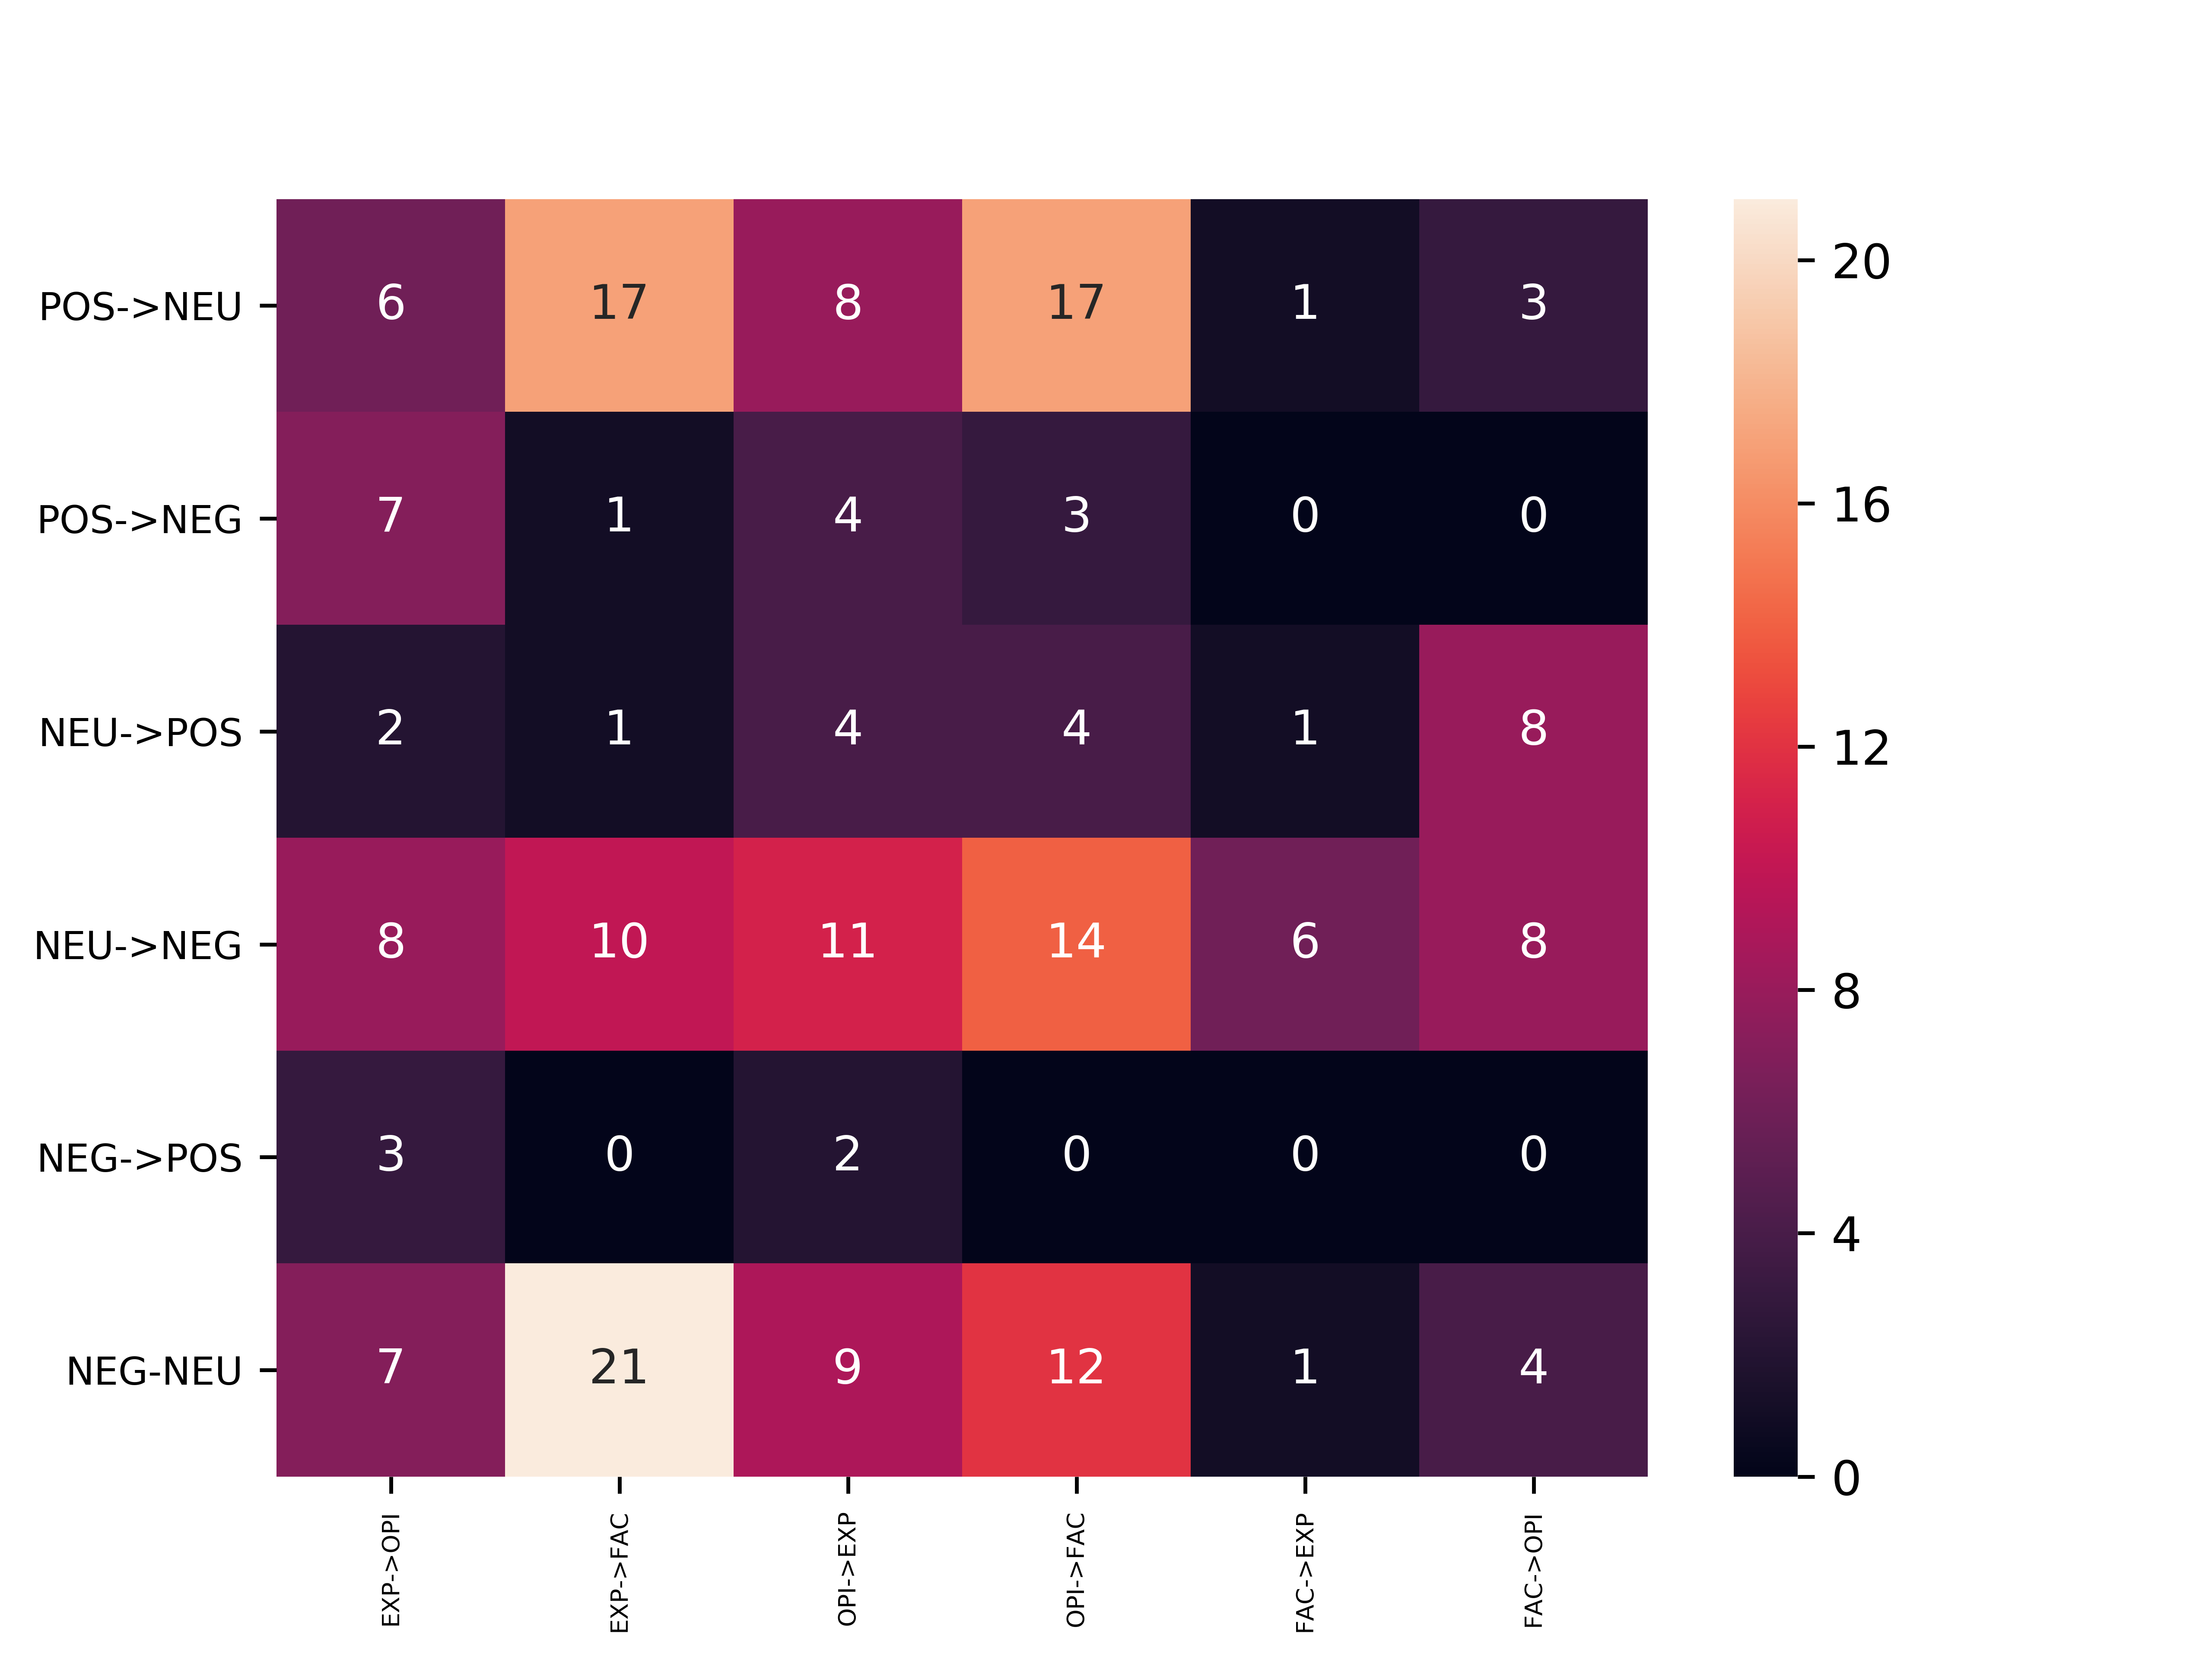 POS->NEU 6 17 8 17 1 3
POS->NEG 7 1 4 3 0 0
NEU->POS 2 1 4 4 1 8
NEU->NEG 8 10 11 14 6 8
NEG->POS 3 0 2 0 0 0
NEG-NEU 7 21 9 12 1 4
EXP->OPI EXP->FAC OPI->EXP OPI->FAC FAC->EXP FAC->OPI
20
16
12
8
4
0